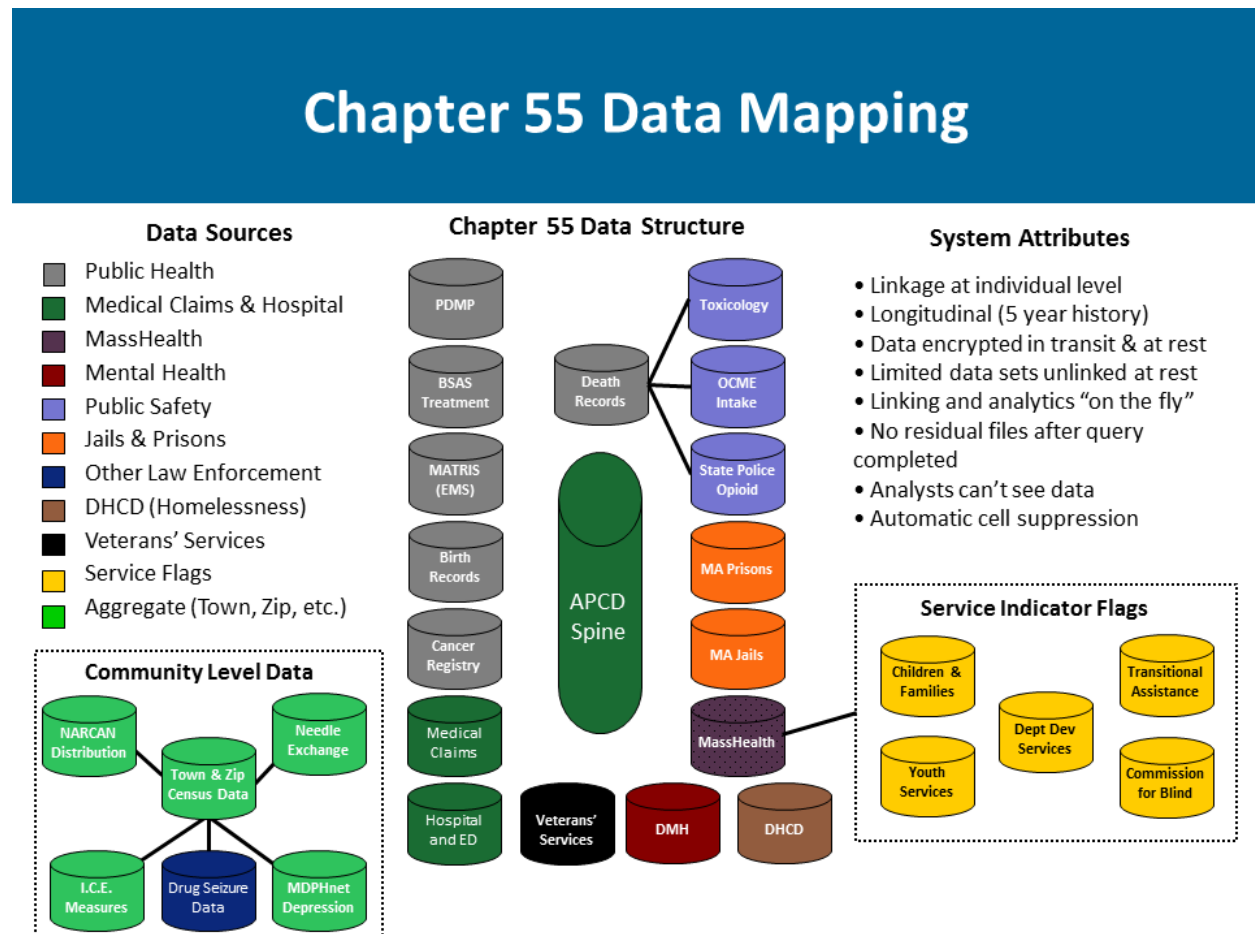 Chapter 55 Data Mapping
Data Sources
Public Health
Medical Claims & Hospital
MassHealth
Mental Health
Public Safety
Jails & Prisons
Other Law Enforcement
DHCD (Homelessness)
Veterans’ Services
Service Flags
Aggregate (Town, Zip, etc.)
Community Level Data
NARCAN
Distribution
Needle
Exchange
Town & Zip
Census Data
I.C.E.
Measures
Drug Seizure
Data
MDPHnet
Depression
Chapter 55 Data Structure
PDMP
BSAS
Treatment
MATRIS
(EMS)
Birth
Records
Cancer
Registry
Medical
Claims
Hospital
and ED
Death
Records
APCD
Spine
Toxicology
OCME
Intake
State Police
Opioid
MA Prisons
MA Jails
MassHealth
Veterans’
Services
DMH
DHCD
System Attributes
• Linkage at individual level
• Longitudinal (5 year history)
• Data encrypted in transit & at rest
• Limited data sets unlinked at rest
• Linking and analytics “on the fly”
• No residual files after query
completed
• Analysts can’t see data
• Automatic cell suppression
Service Indicator Flags
Children &
Families
Transitional
Assistance
Dept Dev
Services
Youth
Services
Commission
for Blind